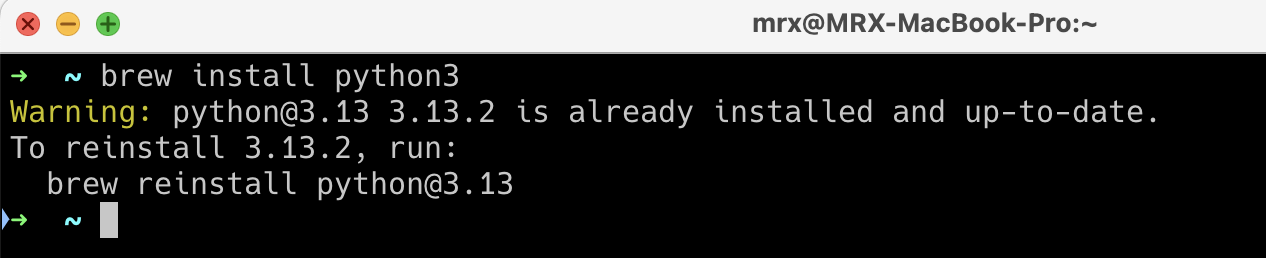 mrx@MRX-MacBook-Pro:~
➜ ~ brew install python3
Warning: python@3.13 3.13.2 is already installed and up-to-date.
To reinstall 3.13.2, run:
  brew reinstall python@3.13
➜ ~